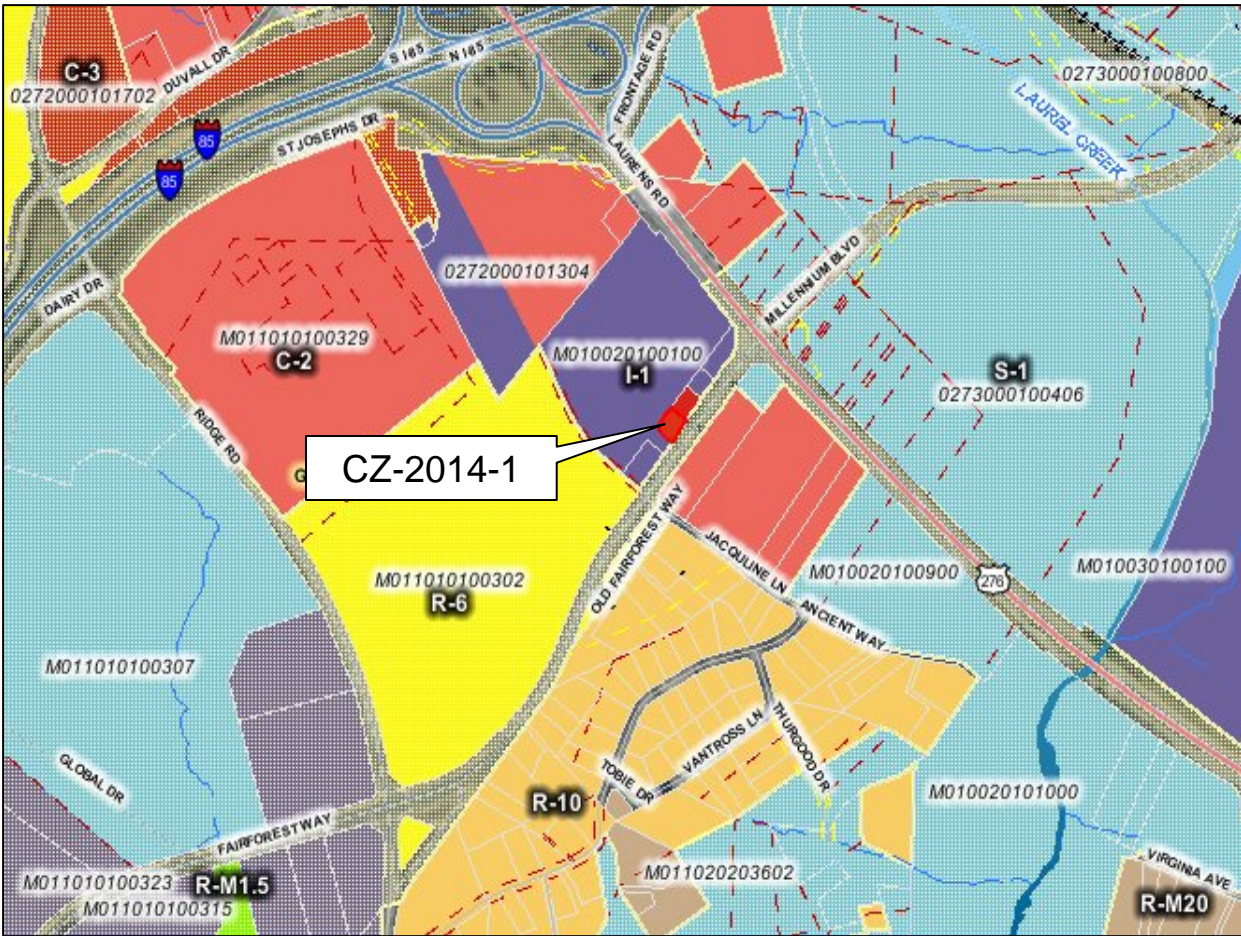 C-3
0272000101702
DUVALL DR
S I85
N I85
FRONTAGE RD
0273000100800
LAUREL CREEK
85
85
ST JOSEPHS DR
LAURENS RD
DAIRY DR
0272000101304
MILLENNIUM BLVD
M011010100329
C-2
M010020100100
I-1
S-1
0273000100406
RIDGE RD
G
CZ-2014-1
OLD FAIRFOREST WAY
JACQULINE LN
M010020100900
276
M010030100100
M011010100302
R-6
ANCIENT WAY
M011010100307
VANTROSS LN
THURGOOD DR
GLOBAL DR
TOBIE DR
R-10
M010020101000
FAIRFOREST WAY
M011010100323
R-M1.5
M011010100315
M011020203602
VIRGINIA AVE
R-M20